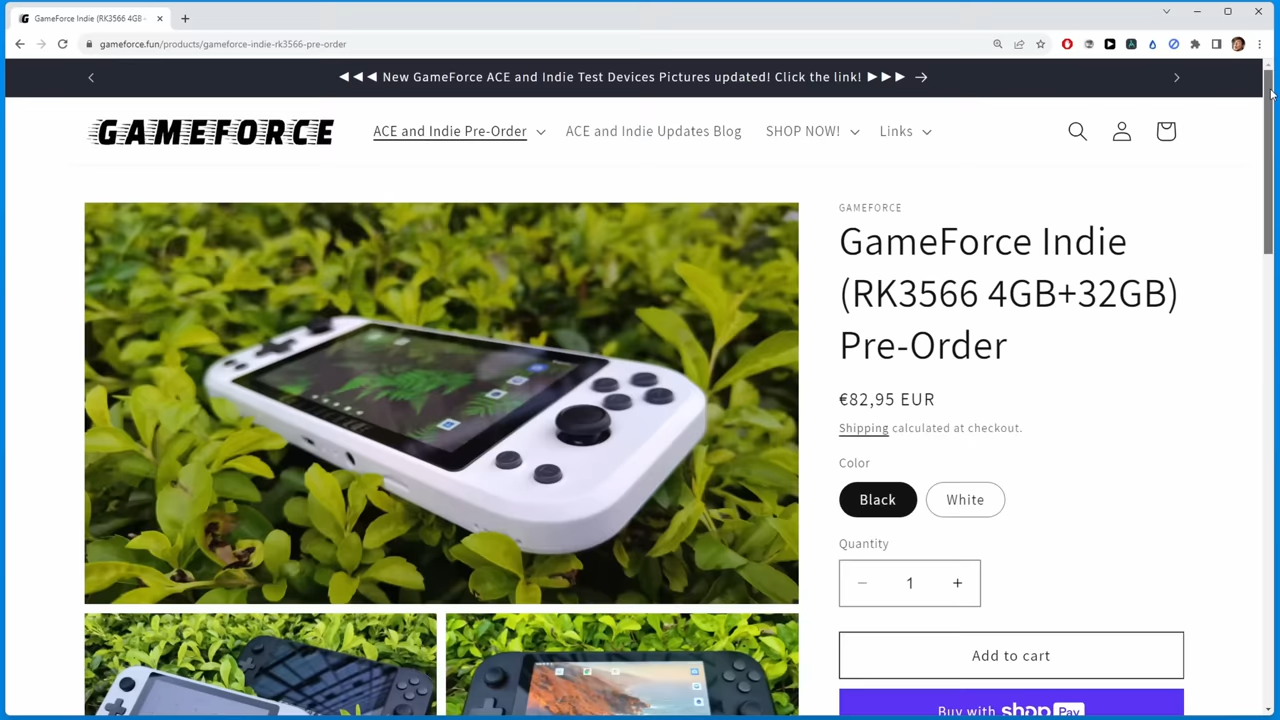 GameForce Indie (RK3566 4GB -
gameforce.fun/products/gameforce-indie-rk3566-pre-order
◄◄◄ New GameForce ACE and Indie Test Devices Pictures updated! Click the link! ►►► →
GAMEFORCE
ACE and Indie Pre-Order
ACE and Indie Updates Blog
SHOP NOW!
Links
GAMEFORCE
GameForce Indie
(RK3566 4GB+32GB)
Pre-Order
€82,95 EUR
Shipping calculated at checkout.
Color
Black
White
Quantity
− 1 +
Add to cart
Buy with shop Pay